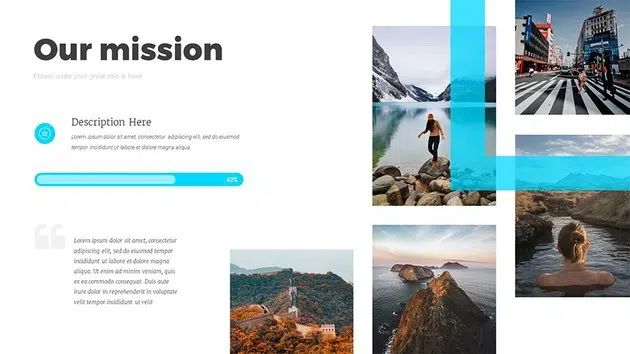 Our mission
Please write your great title is here
Description Here
Lorem ipsum dolor sit amet, consectetur adipiscing elit, sed do eiusmod
tempor incididunt ut labore et dolore magna aliqua.
62%
Lorem ipsum dolor sit amet, consectetur
adipiscing elit, sed do eiusmod tempor
incididunt ut labore et dolore magna
aliqua. Ut enim ad minim veniam, quis
ex ea commodo consequat. Duis aute
irure dolor in reprehenderit in voluptate
velit tempor incididunt ut velit